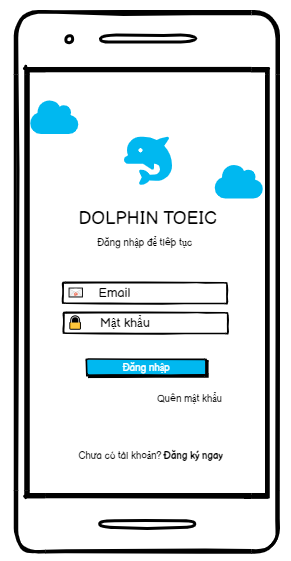 DOLPHIN TOEIC
Đăng nhập để tiếp tục
Email
Mật khẩu
Đăng nhập
Quên mật khẩu
Chưa có tài khoản? Đăng ký ngay